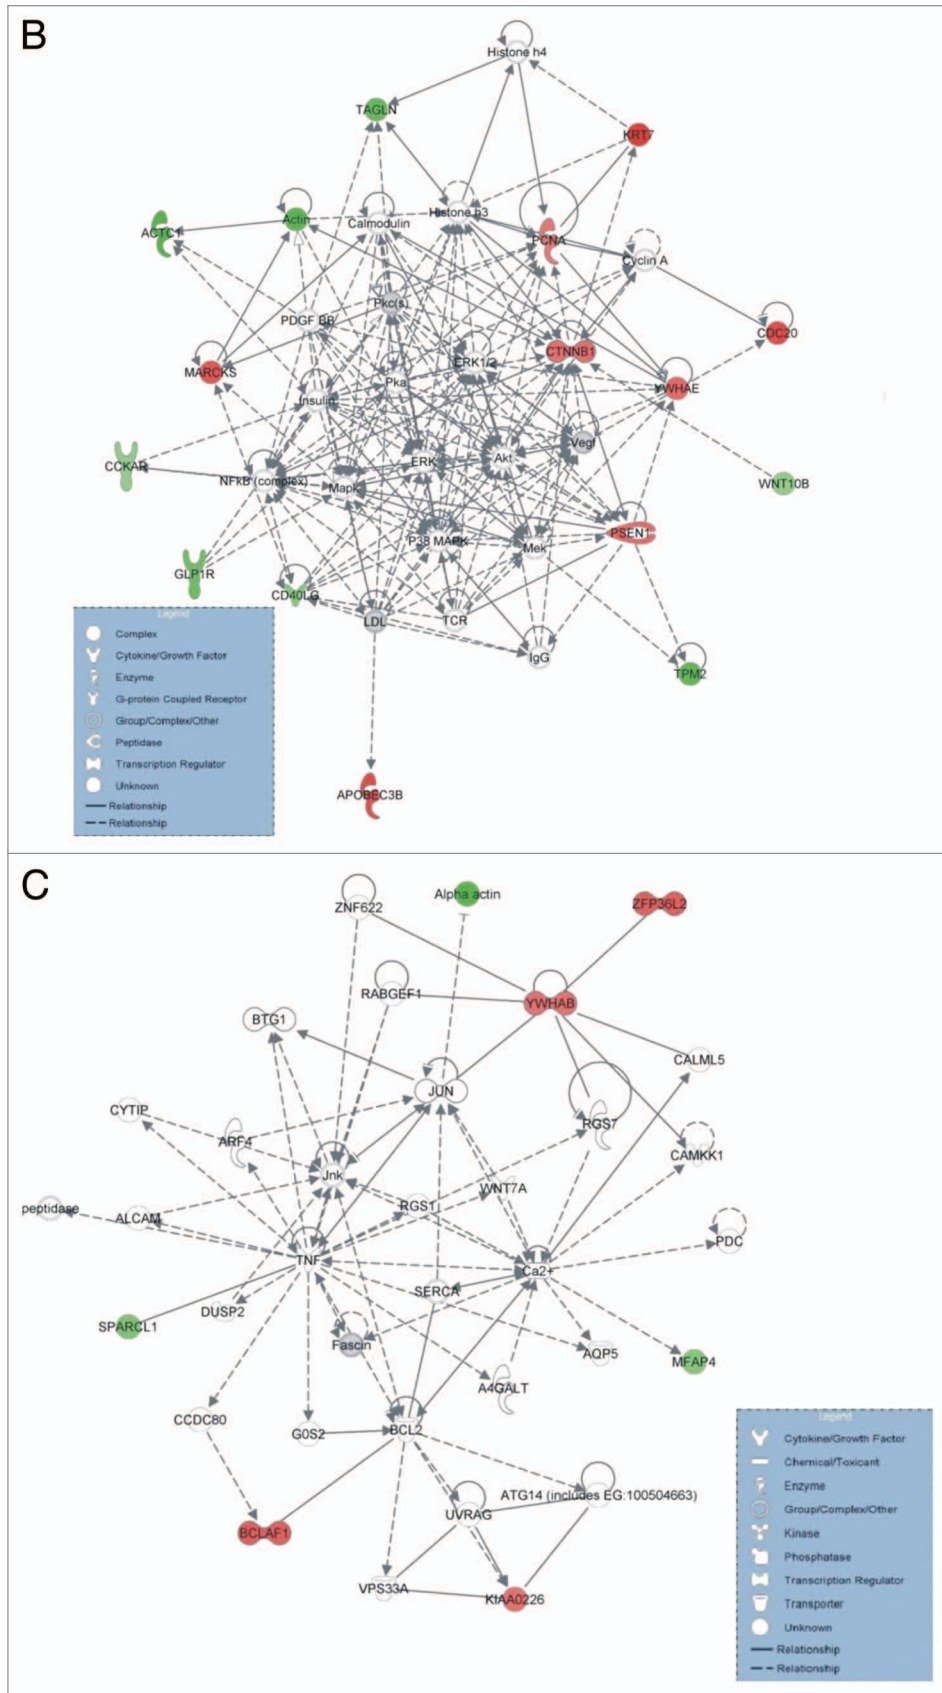 B
Histone h4
TAGLN
KRT7
ACTC1
Actin
Calmodulin
Histone h3
PCNA
Cyclin A
Pkc(s)
PDGF BB
CDC20
MARCKS
ERK1/2
CTNNB1
Pka
YWHAE
Insulin
Vegf
CCKAR
ERK
Akt
NFkB (complex)
Mapk
WNT10B
P38 MAPK
Mek
PSEN1
GLP1R
CD40LG
LDL
TCR
IgG
TPM2
APOBEC3B
Legend
Complex
Cytokine/Growth Factor
Enzyme
G-protein Coupled Receptor
Group/Complex/Other
Peptidase
Transcription Regulator
Unknown
Relationship
Relationship
C
Alpha actin
ZNF622
ZFP36L2
RABGEF1
YWHAB
BTG1
CALML5
JUN
CYTIP
ARF4
RGS7
CAMKK1
Jnk
WNT7A
peptidase
ALCAM
RGS1
PDC
TNF
Ca2+
SERCA
DUSP2
SPARCL1
Fascin
AQP5
MFAP4
A4GALT
CCDC80
G0S2
BCL2
ATG14 (includes EG:100504663)
UVRAG
BCLAF1
VPS33A
KIAA0226
Legend
Cytokine/Growth Factor
Chemical/Toxicant
Enzyme
Group/Complex/Other
Kinase
Phosphatase
Transcription Regulator
Transporter
Unknown
Relationship
Relationship